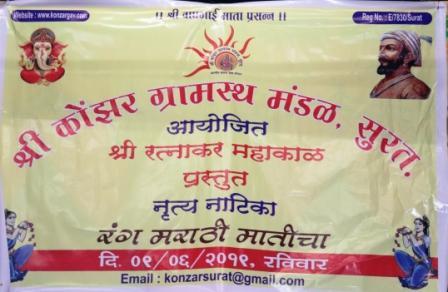 Website : www.konzargav.com
|| श्री वाघजाई माता प्रसन्न ||
Reg No.: E/7830/Surat
श्री कोंझर ग्रामस्थ मंडळ, सुरत.
आयोजित
श्री रत्नाकर महाकाळ
प्रस्तुत
नृत्य नाटिका
रंग मराठी मातीचा
दि. ०९/०६/२०१९, रविवार
Email : konzarsurat@gmail.com